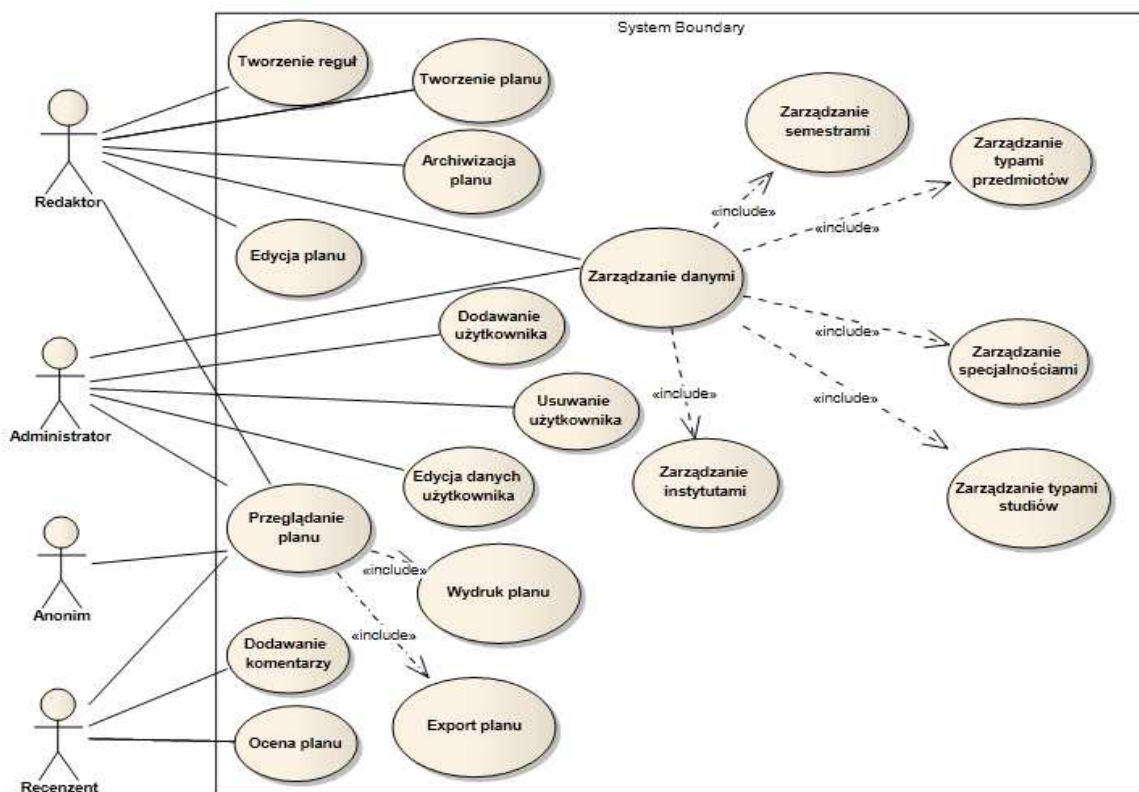 System Boundary
Tworzenie reguł
Tworzenie planu
Zarządzanie
semestrami
Zarządzanie
typami
przedmiotów
Archiwizacja
planu
Redaktor
«include»
«include»
Edycja planu
Zarządzanie danymi
Dodawanie
użytkownika
«include»
Zarządzanie
specjalnościami
«include»
«include»
Usuwanie
użytkownika
Administrator
Edycja danych
użytkownika
Zarządzanie
instytutami
Zarządzanie typami
studiów
Przeglądanie
planu
«include»
Wydruk planu
Anonim
«include»
Dodawanie
komentarzy
Export planu
Ocena planu
Recenzent